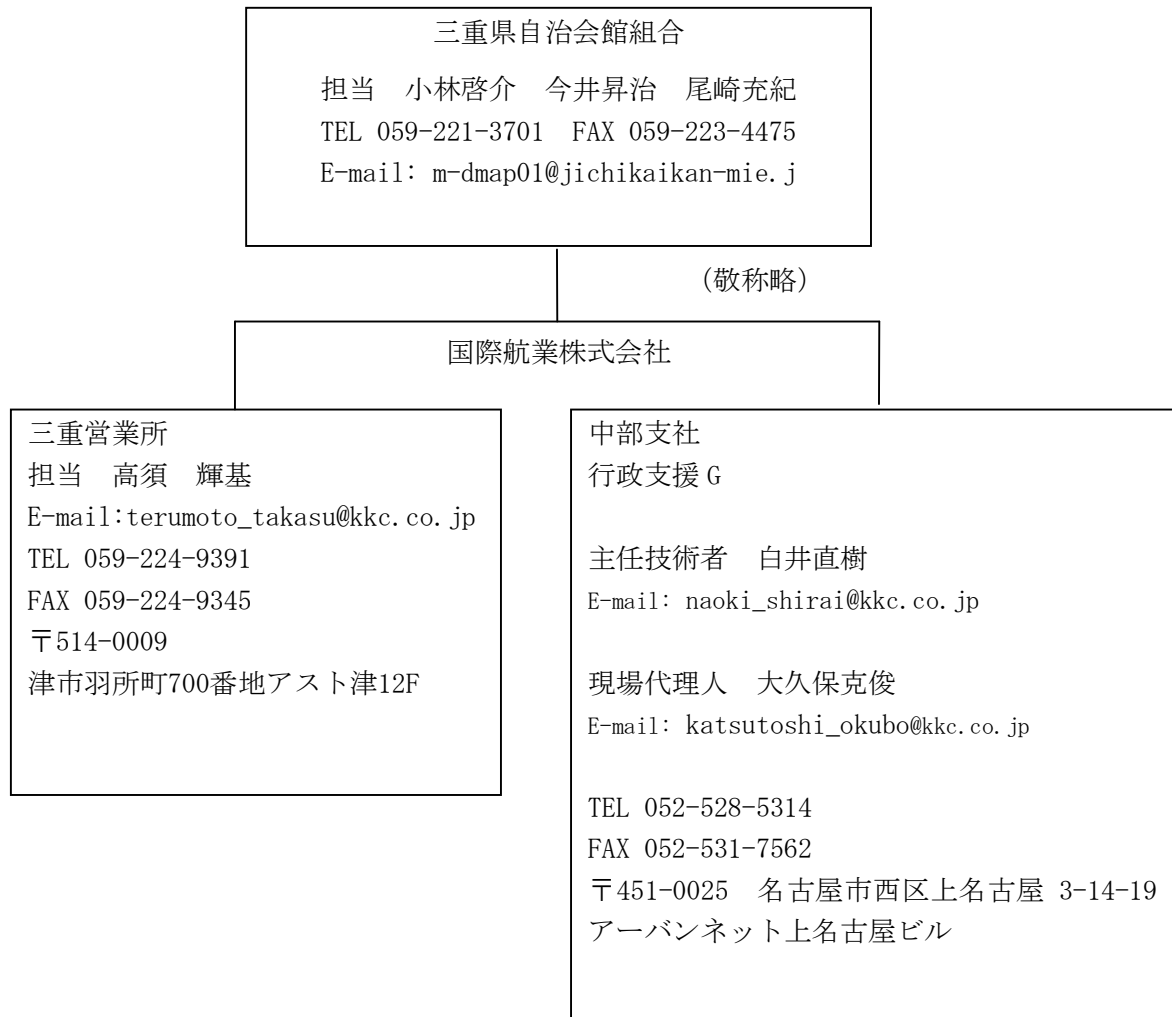 三重県自治会館組合
担当　小林啓介　今井昇治　尾崎充紀
TEL 059-221-3701　FAX 059-223-4475
E-mail: m-dmap01@jichikaikan-mie.j
（敬称略）
国際航業株式会社
三重営業所
担当　高須　輝基
E-mail:terumoto_takasu@kkc.co.jp
TEL 059-224-9391
FAX 059-224-9345
〒514-0009
津市羽所町700番地アスト津12F
中部支社
行政支援 G
主任技術者　白井直樹
E-mail: naoki_shirai@kkc.co.jp
現場代理人　大久保克俊
E-mail: katsutoshi_okubo@kkc.co.jp
TEL 052-528-5314
FAX 052-531-7562
〒451-0025　名古屋市西区上名古屋 3-14-19
アーバンネット上名古屋ビル